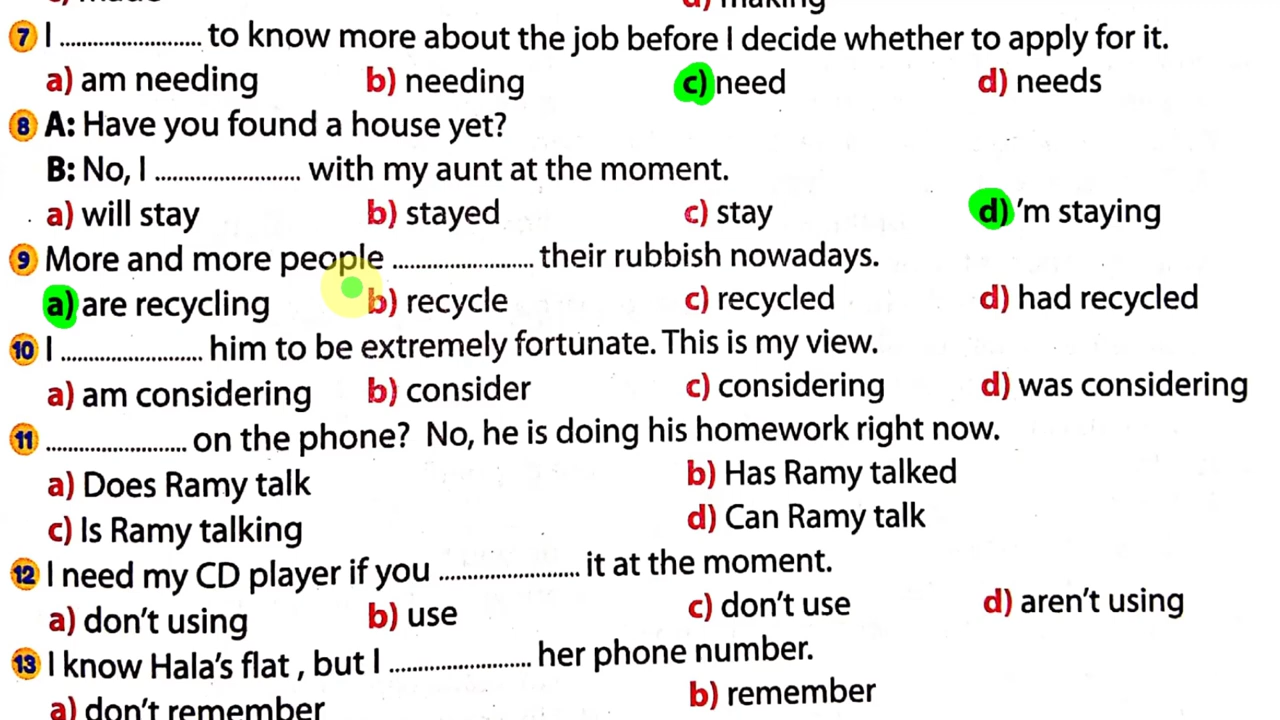 c) made d) making
7 I ........................ to know more about the job before I decide whether to apply for it.
a) am needing b) needing c) need d) needs
8 A: Have you found a house yet?
B: No, I ........................ with my aunt at the moment.
a) will stay b) stayed c) stay d) 'm staying
9 More and more people ........................ their rubbish nowadays.
a) are recycling b) recycle c) recycled d) had recycled
10 I ........................ him to be extremely fortunate. This is my view.
a) am considering b) consider c) considering d) was considering
11 ........................ on the phone? No, he is doing his homework right now.
a) Does Ramy talk b) Has Ramy talked
c) Is Ramy talking d) Can Ramy talk
12 I need my CD player if you ........................ it at the moment.
a) don't using b) use c) don't use d) aren't using
13 I know Hala's flat , but I ........................ her phone number.
a) don't remember b) remember